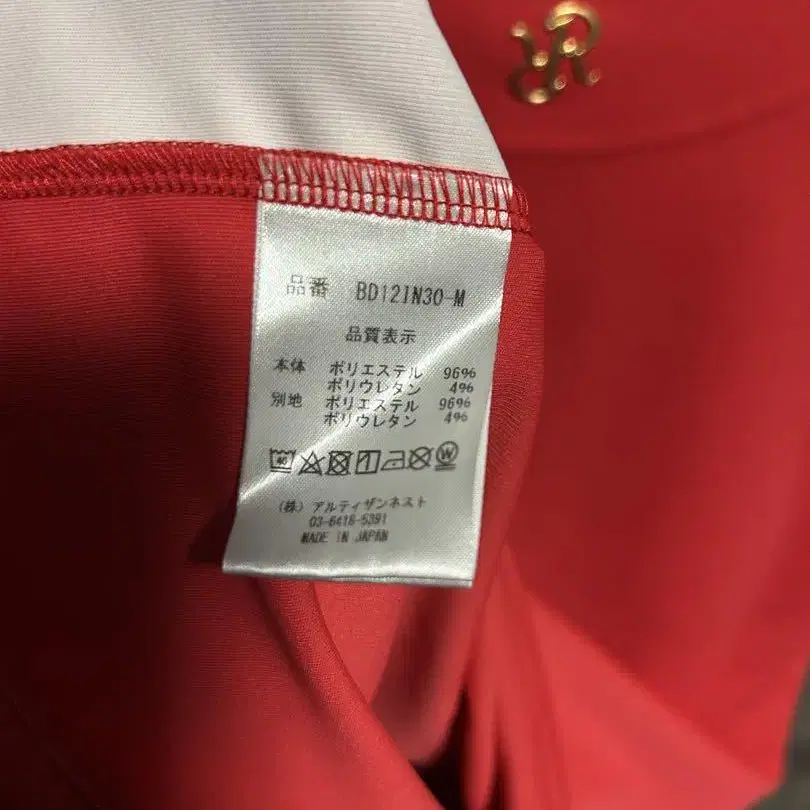 品番 BD12IN30-M
品質表示
本体 ポリエステル 96%
ポリウレタン 4%
別地 ポリエステル 96%
ポリウレタン 4%
40 W
(株) アルティザンネスト
03-6416-5391
MADE IN JAPAN